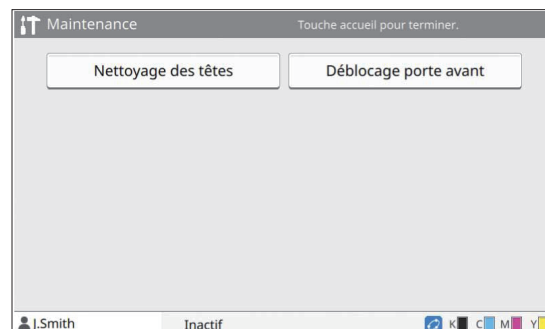 Maintenance Touche accueil pour terminer.
Nettoyage des têtes Déblocage porte avant
J.Smith Inactif K C M Y